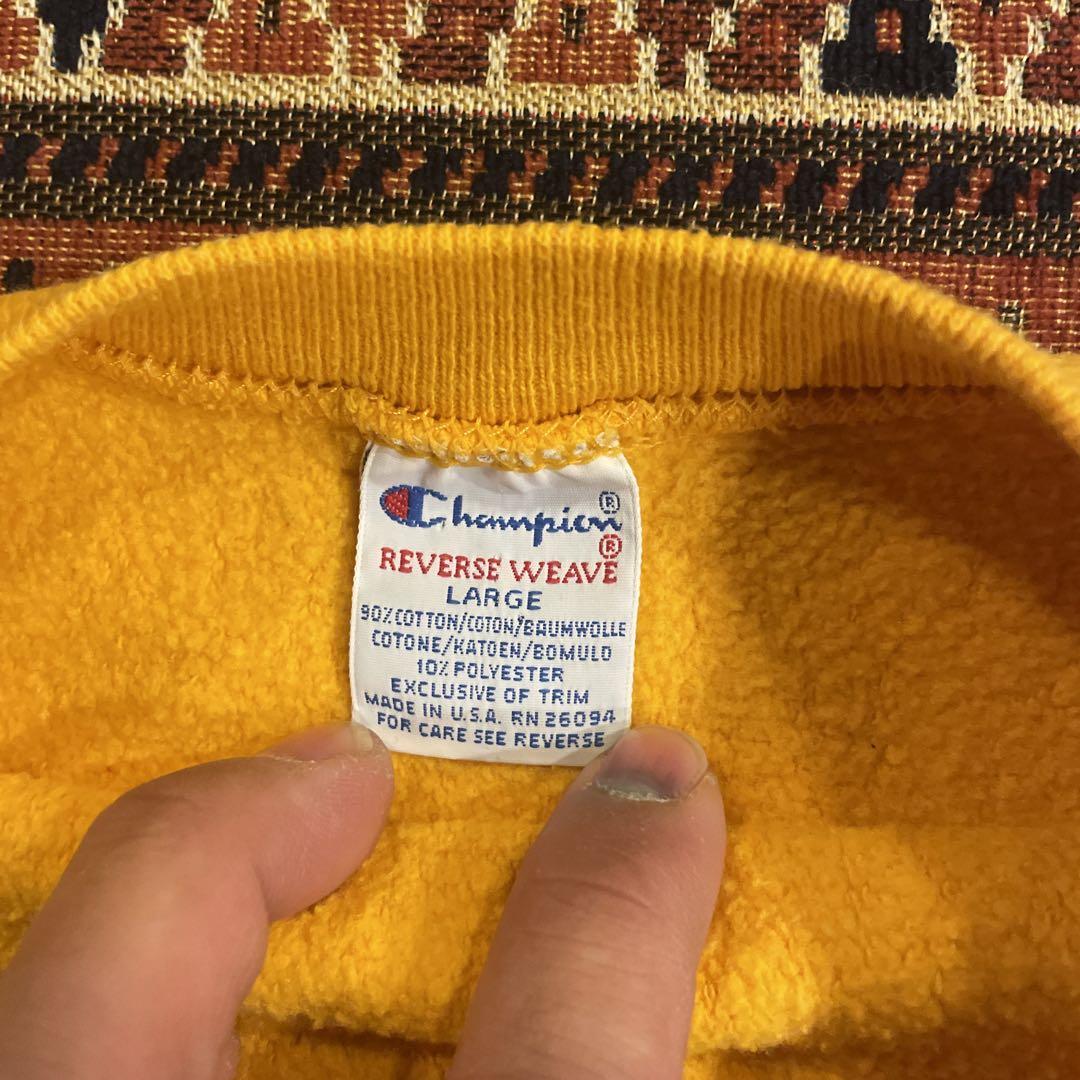 Champion®
REVERSE WEAVE®
LARGE
90% COTTON/COTON/BAUMWOLLE
COTONE/KATOEN/BOMULD
10% POLYESTER
EXCLUSIVE OF TRIM
MADE IN U.S.A. RN 26094
FOR CARE SEE REVERSE